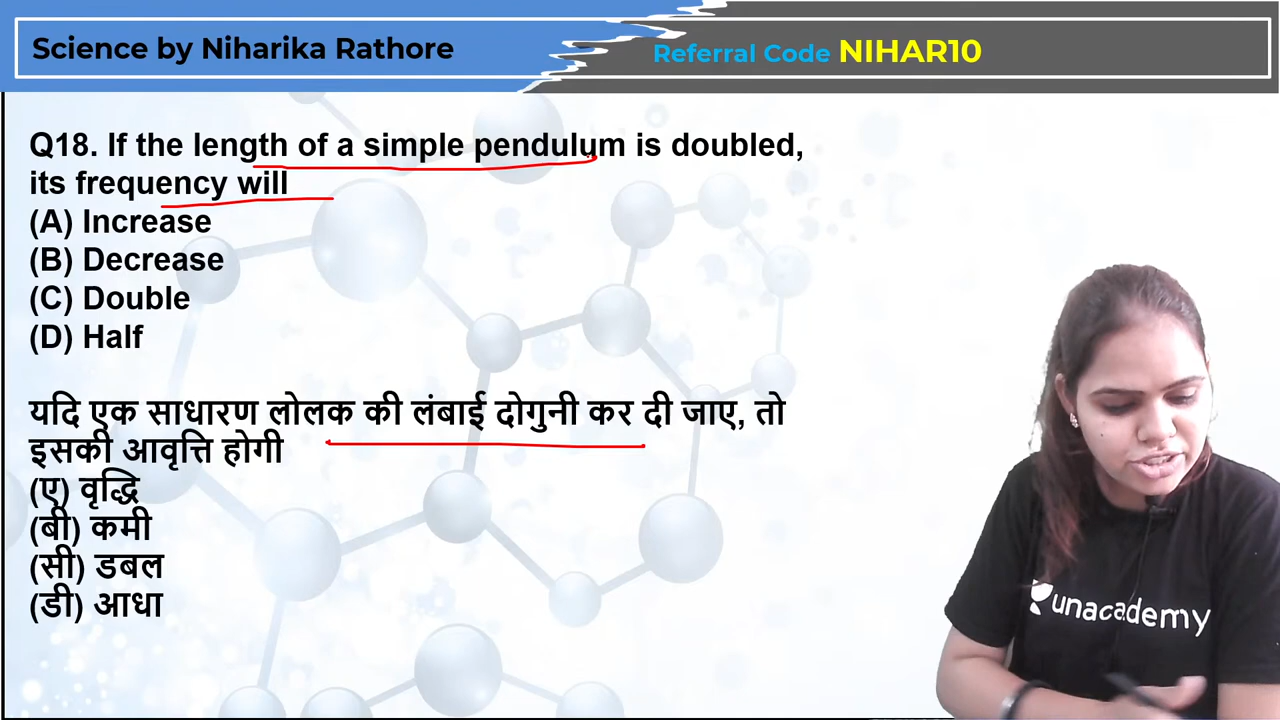 Science by Niharika Rathore
Referral Code NIHAR10
Q18. If the length of a simple pendulum is doubled,
its frequency will
(A) Increase
(B) Decrease
(C) Double
(D) Half
यदि एक साधारण लोलक की लंबाई दोगुनी कर दी जाए, तो
इसकी आवृत्ति होगी
(ए) वृद्धि
(बी) कमी
(सी) डबल
(डी) आधा
unacademy